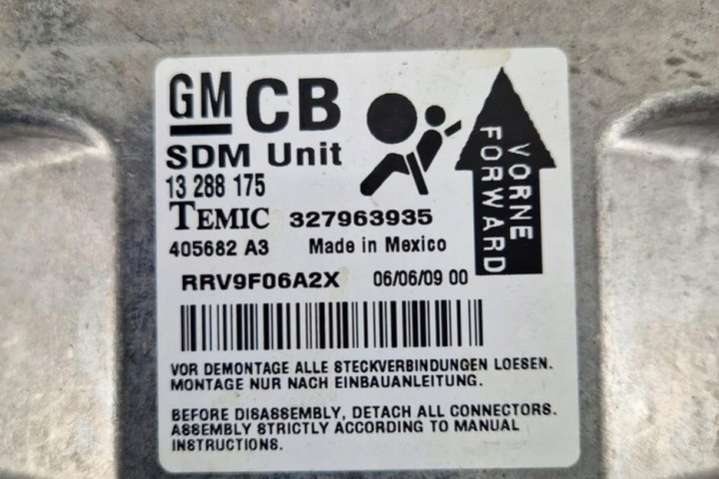 GM CB
SDM Unit
13 288 175
TEMIC 327963935
405682 A3 Made in Mexico
RRV9F06A2X 06/06/09 00
VORNE
FORWARD
VOR DEMONTAGE ALLE STECKVERBINDUNGEN LOESEN.
MONTAGE NUR NACH EINBAUANLEITUNG.
BEFORE DISASSEMBLY, DETACH ALL CONNECTORS.
ASSEMBLY STRICTLY ACCORDING TO MANUAL
INSTRUCTIONS.